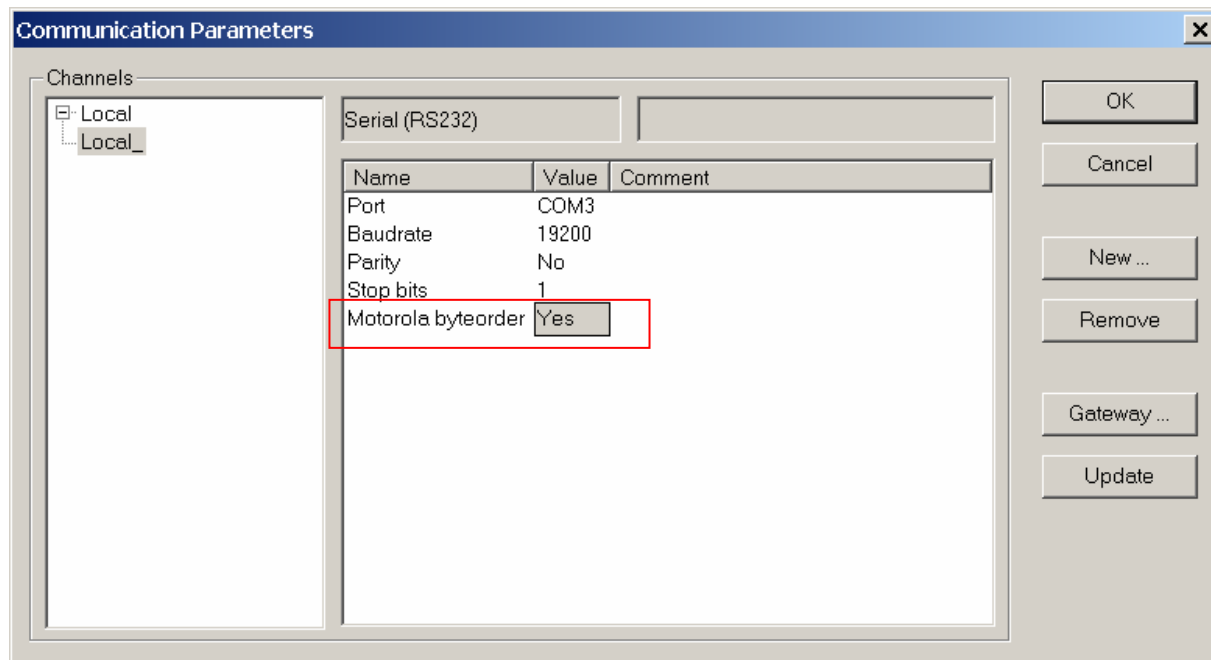 Communication Parameters
Channels
Local
Local_
Serial (RS232)
Name Value Comment
Port COM3
Baudrate 19200
Parity No
Stop bits 1
Motorola byteorder Yes
OK
Cancel
New ...
Remove
Gateway ...
Update